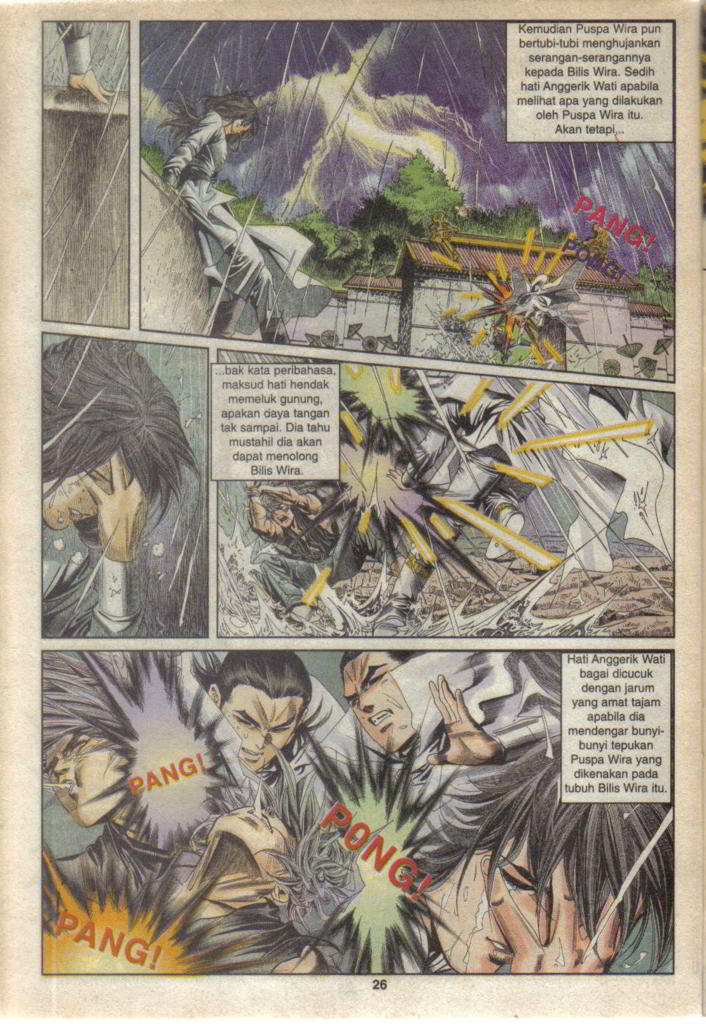 Kemudian Puspa Wira pun
bertubi-tubi menghujankan
serangan-serangannya
kepada Bilis Wira. Sedih
hati Anggerik Wati apabila
melihat apa yang dilakukan
oleh Puspa Wira itu.
Akan tetapi...
PANG!
PONG!
...bak kata peribahasa,
maksud hati hendak
memeluk gunung,
apakan daya tangan
tak sampai. Dia tahu
mustahil dia akan
dapat menolong
Bilis Wira.
Hati Anggerik Wati
bagai dicucuk
dengan jarum
yang amat tajam
apabila dia
mendengar bunyi-
bunyi tepukan
Puspa Wira yang
dikenakan pada
tubuh Bilis Wira itu.
PANG!
PONG!
PANG!
26